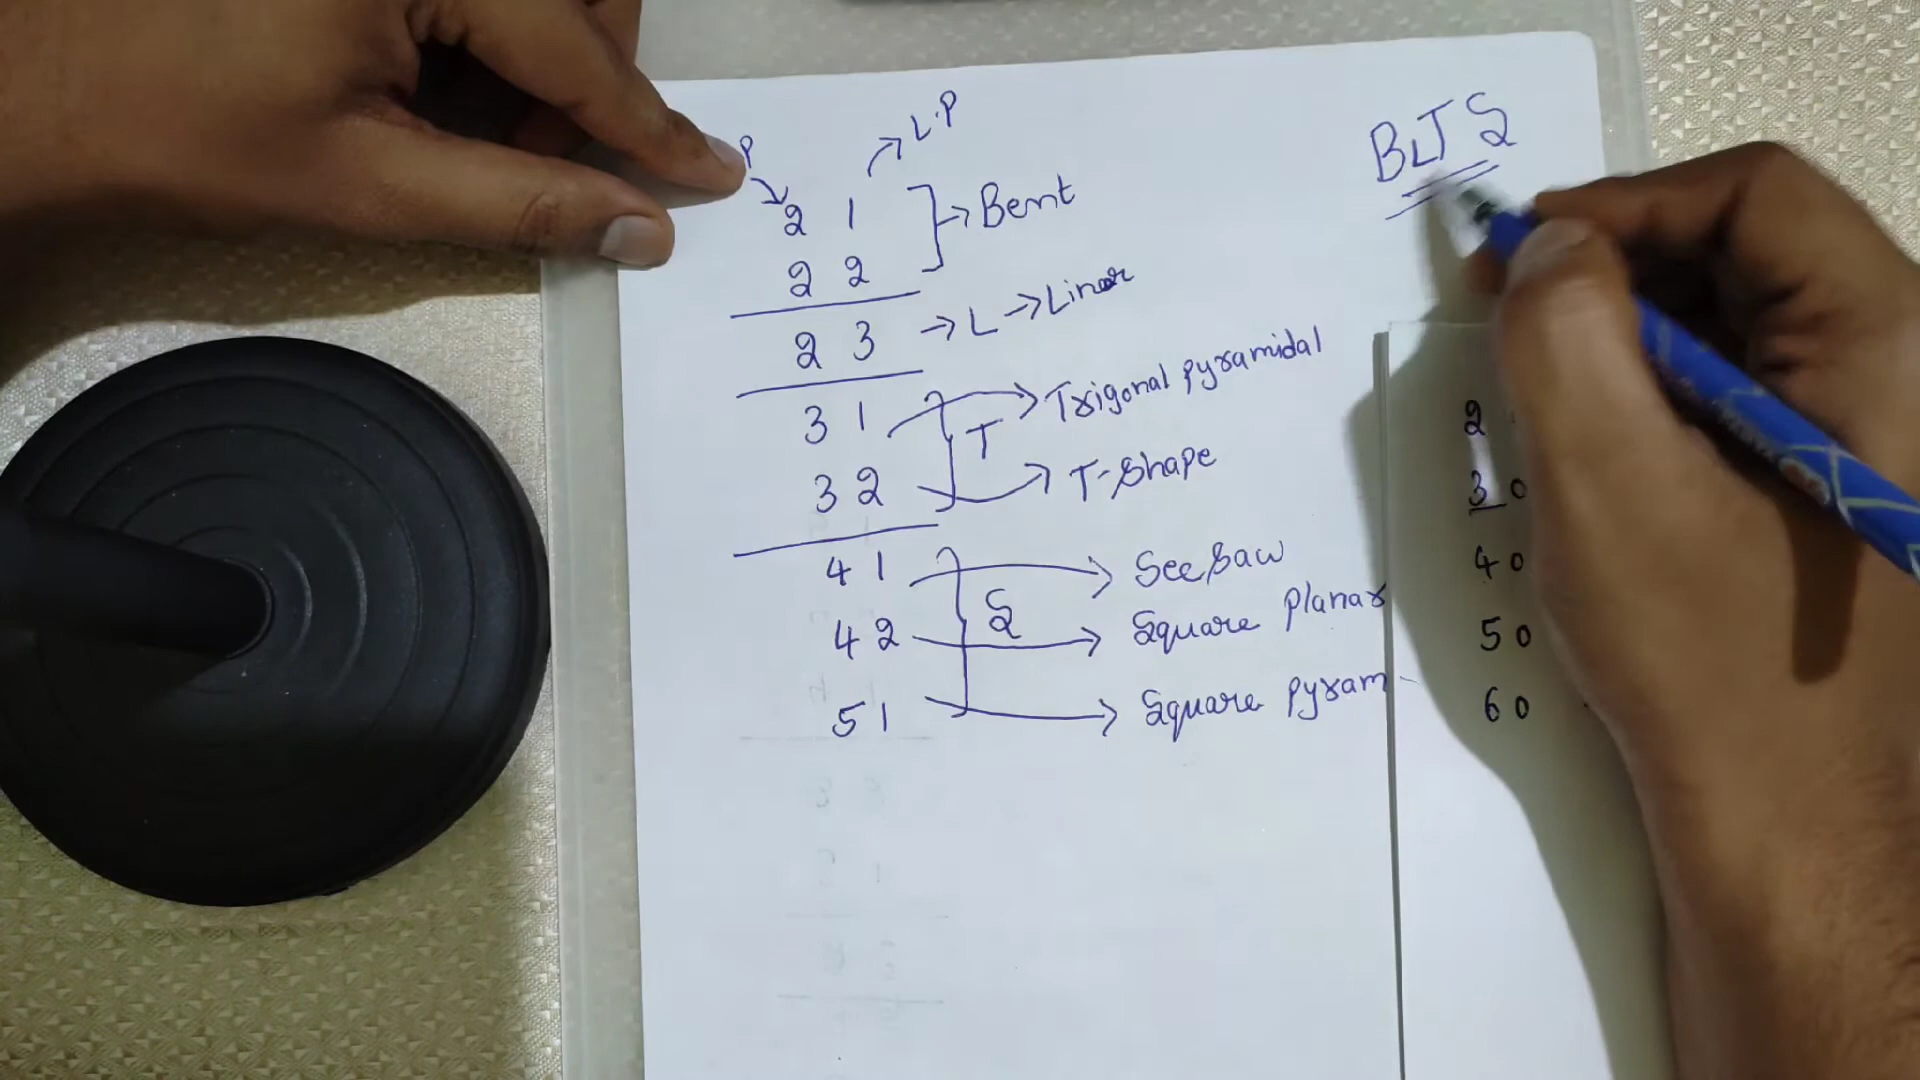 P → L.P
BLTS
2 1
2 2 → Bent
2 3 → L → Linear
3 1 → Trigonal pyramidal
T
3 2 → T-Shape
4 1 → See saw
S
4 2 → Square planar
5 1 → Square pyram
2
3 0
4 0
5 0
6 0